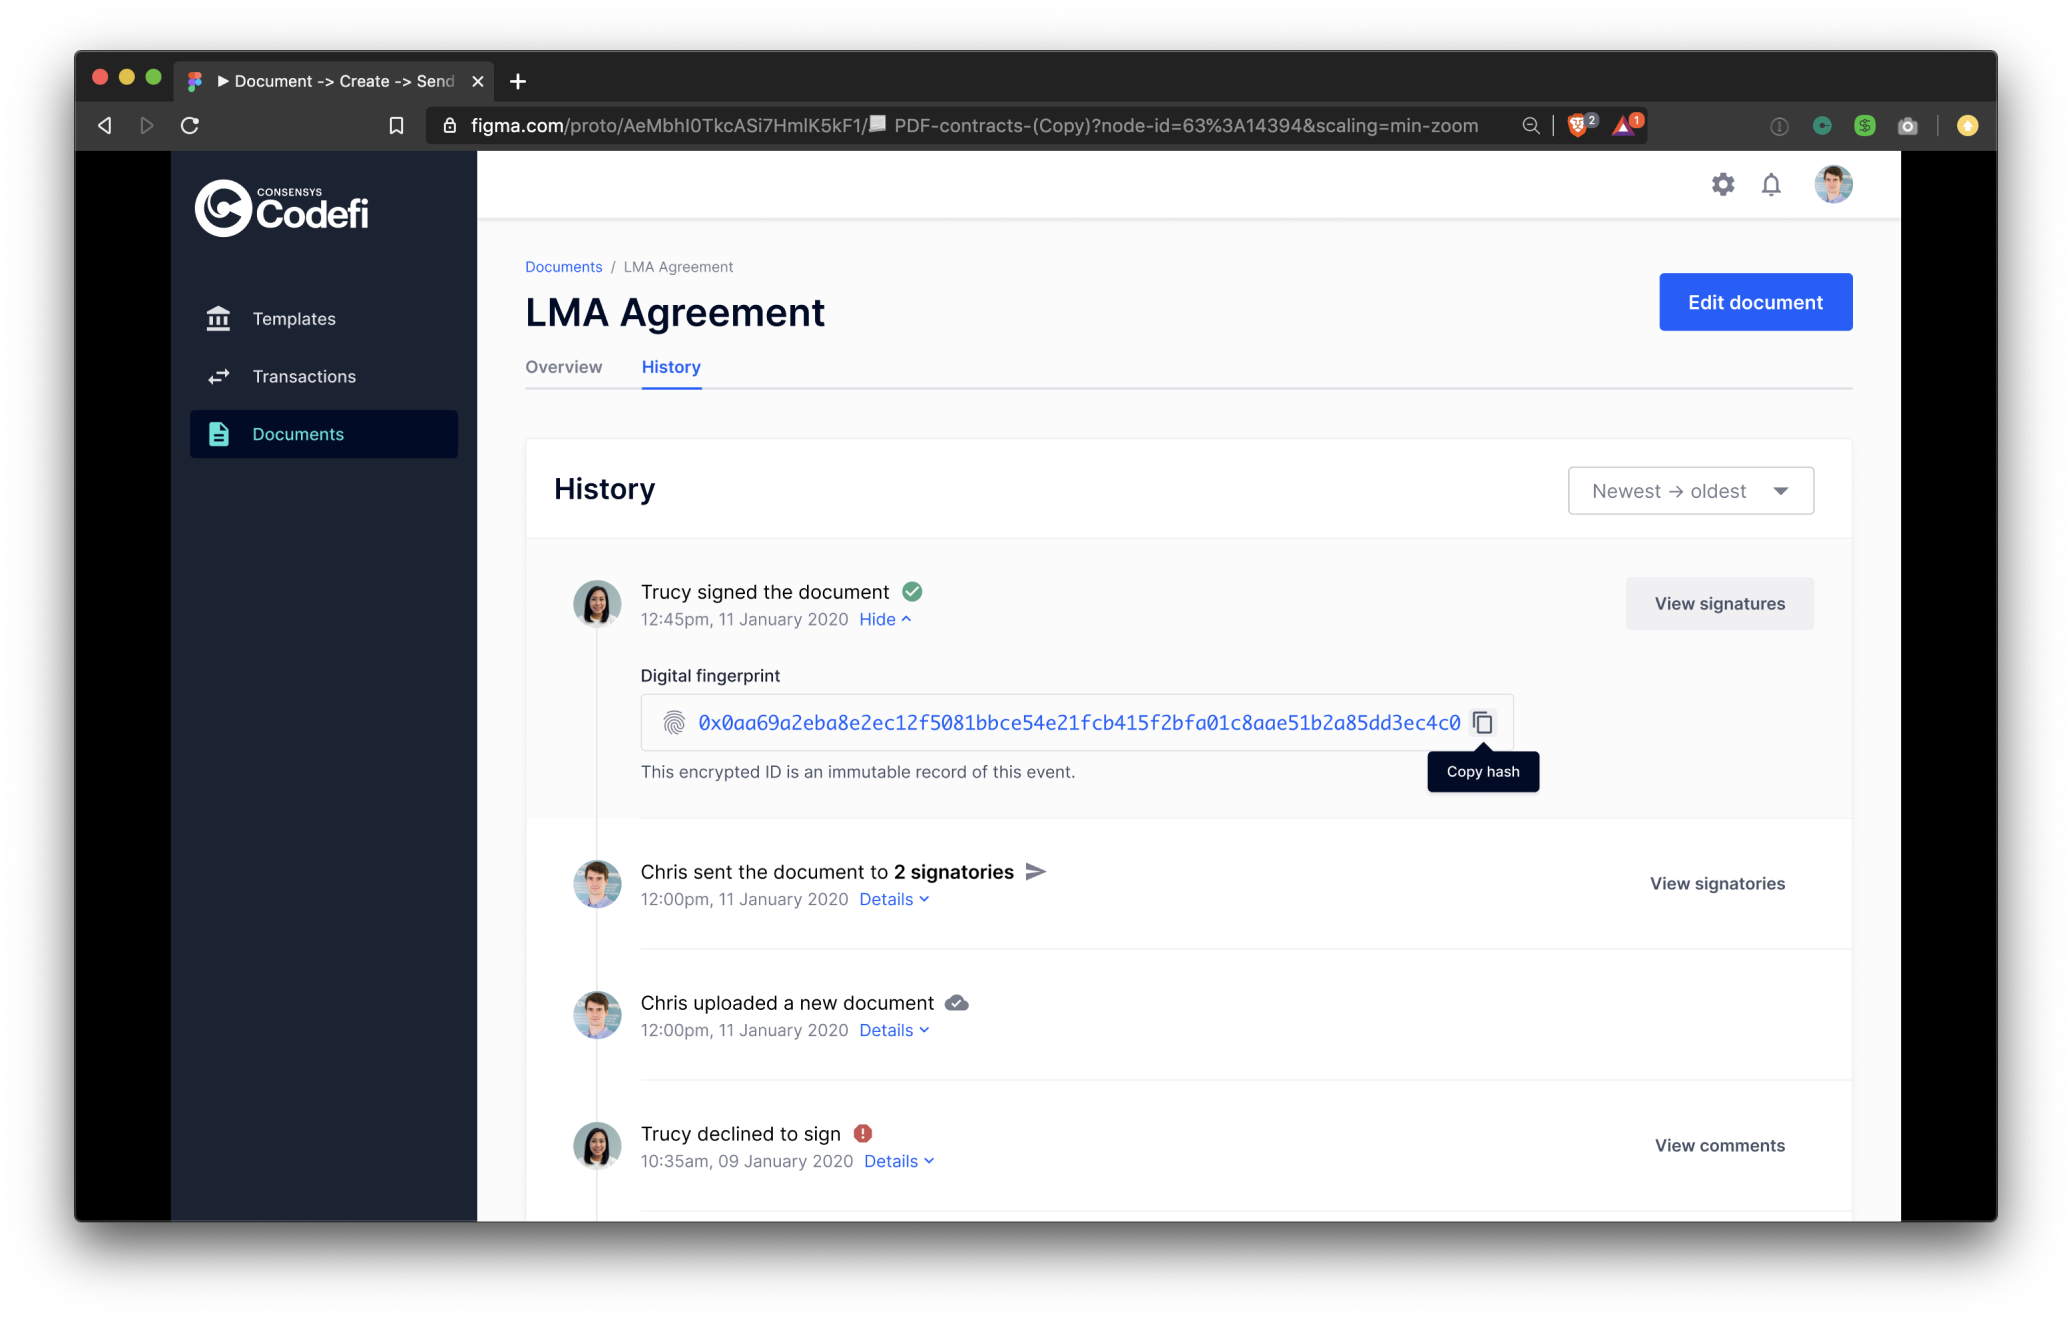 Document -> Create -> Send
figma.com/proto/AeMbhI0TkcASi7HmlK5kF1/ PDF-contracts-(Copy)?node-id=63%3A14394&scaling=min-zoom
2
1
CONSENSYS
Codefi
Templates
Transactions
Documents
Documents / LMA Agreement
LMA Agreement
Edit document
Overview
History
History
Newest → oldest
Trucy signed the document
12:45pm, 11 January 2020 Hide
View signatures
Digital fingerprint
0x0aa69a2eba8e2ec12f5081bbce54e21fcb415f2bfa01c8aae51b2a85dd3ec4c0
Copy hash
This encrypted ID is an immutable record of this event.
Chris sent the document to 2 signatories
12:00pm, 11 January 2020 Details
View signatories
Chris uploaded a new document
12:00pm, 11 January 2020 Details
Trucy declined to sign
10:35am, 09 January 2020 Details
View comments